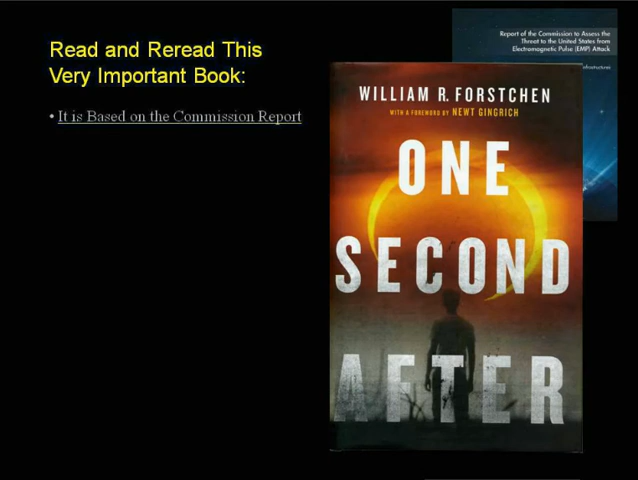 Read and Reread This
Very Important Book:
• It is Based on the Commission Report
Report of the Commission to Assess the
Threat to the United States from
Electromagnetic Pulse (EMP) Attack
WILLIAM R. FORSTCHEN
WITH A FOREWORD BY NEWT GINGRICH
ONE
SECOND
AFTER